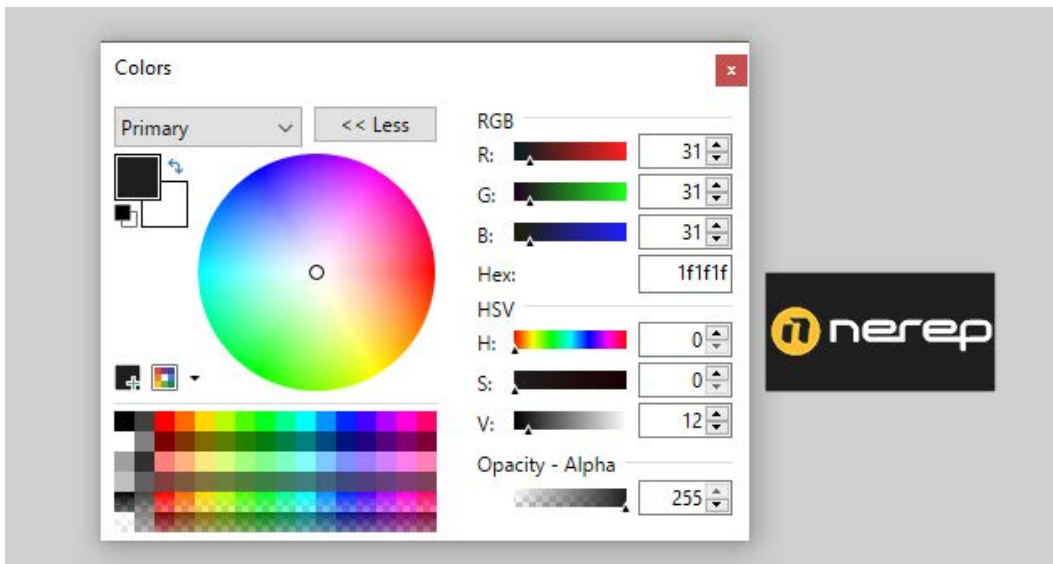 Colors
x
Primary
<< Less
RGB
R: 31
G: 31
B: 31
Hex: 1f1f1f
HSV
H: 0
S: 0
V: 12
Opacity - Alpha
255
nerep